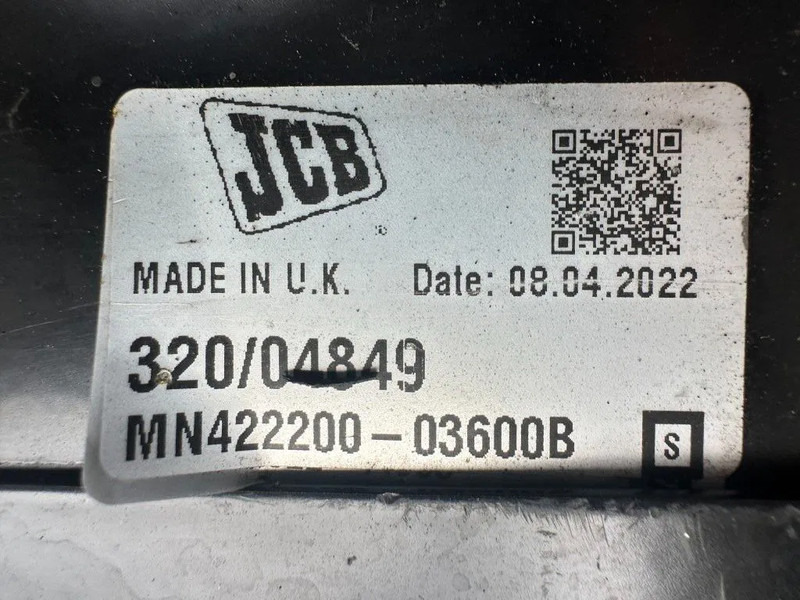 JCB
MADE IN U.K. Date: 08.04.2022
320/04849
MN422200-03600B S